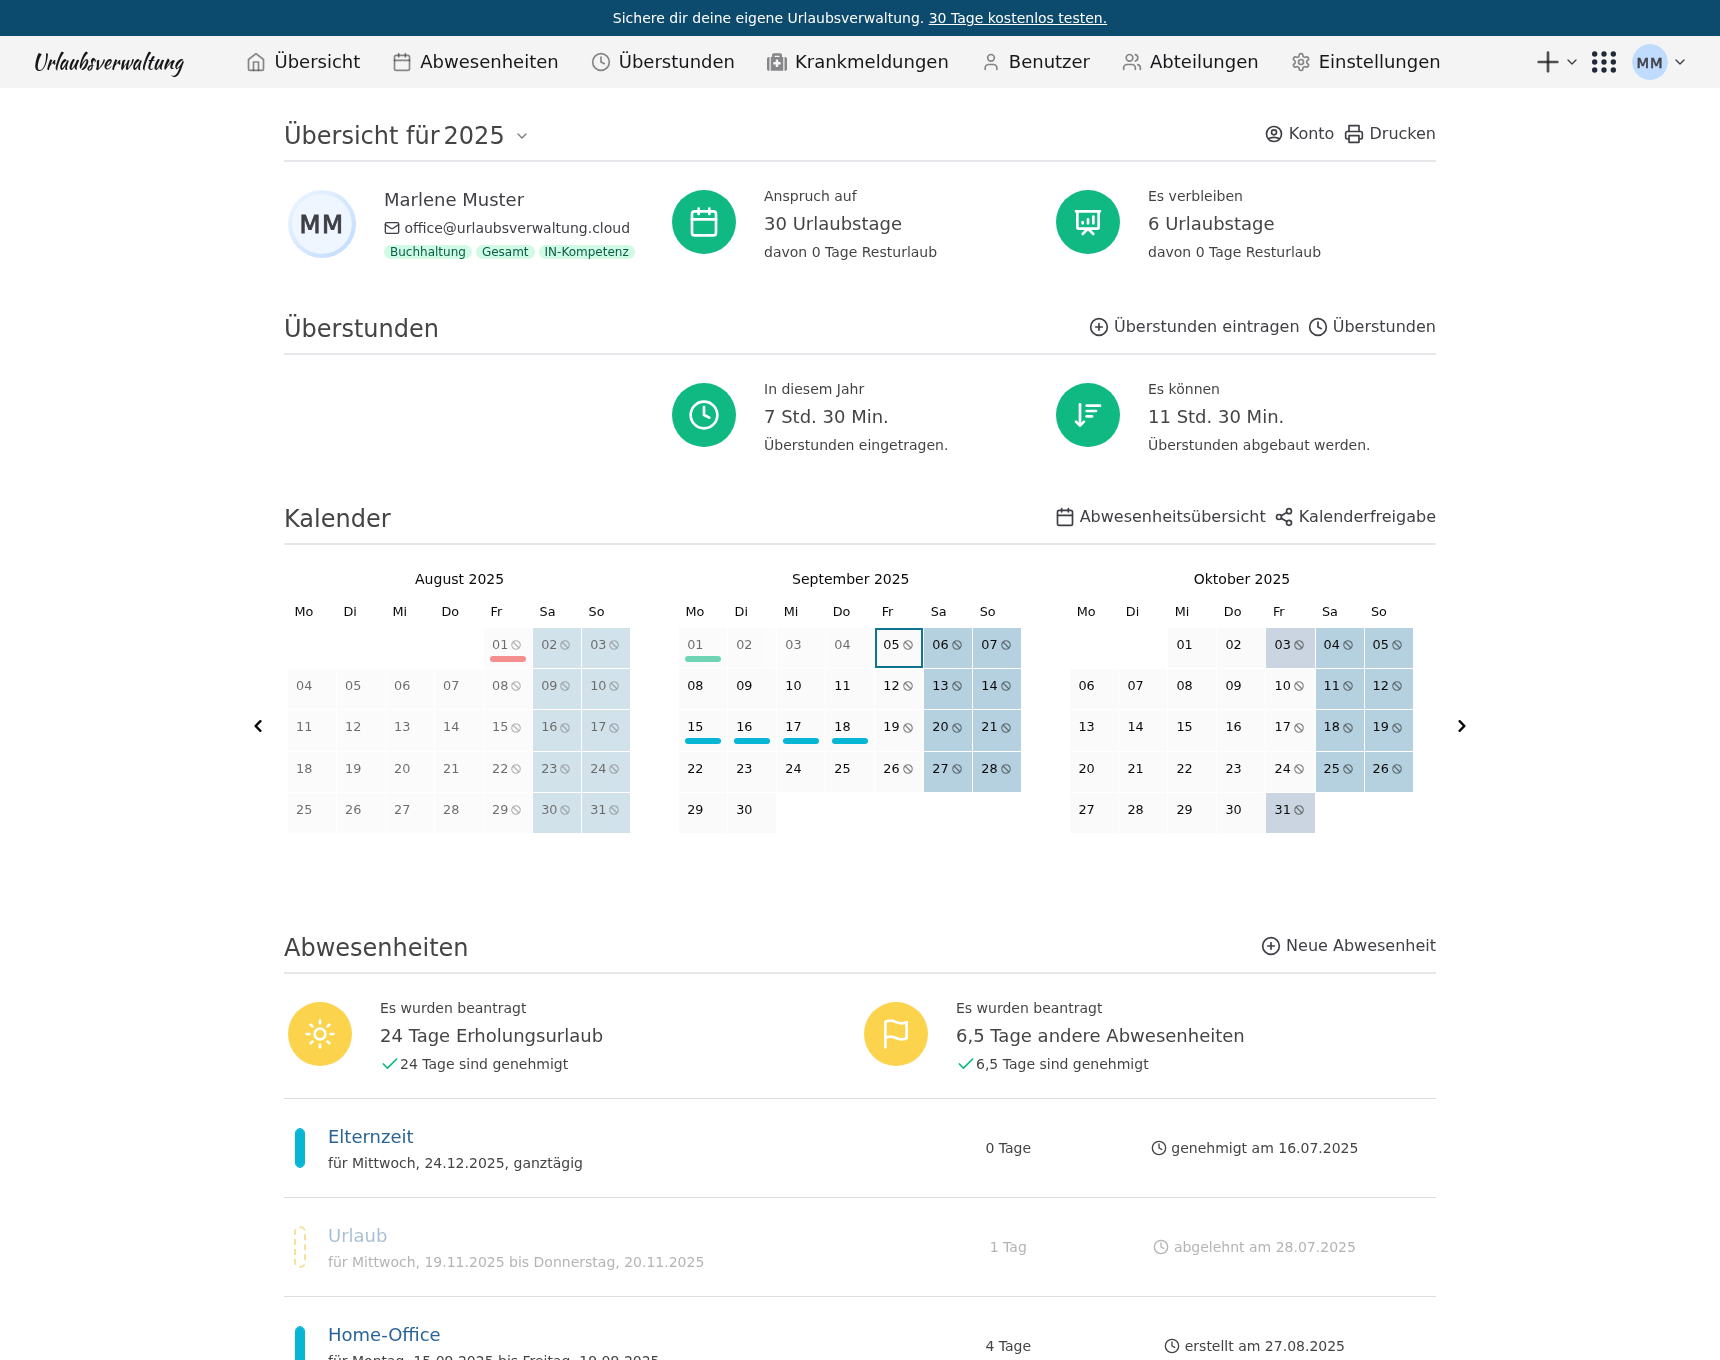 Sichere dir deine eigene Urlaubsverwaltung. 30 Tage kostenlos testen.
Urlaubsverwaltung Übersicht Abwesenheiten Überstunden Krankmeldungen Benutzer Abteilungen Einstellungen MM
Übersicht für 2025 Konto Drucken
MM
Marlene Muster
office@urlaubsverwaltung.cloud
Buchhaltung Gesamt IN-Kompetenz
Anspruch auf
30 Urlaubstage
davon 0 Tage Resturlaub
Es verbleiben
6 Urlaubstage
davon 0 Tage Resturlaub
Überstunden Überstunden eintragen Überstunden
In diesem Jahr
7 Std. 30 Min.
Überstunden eingetragen.
Es können
11 Std. 30 Min.
Überstunden abgebaut werden.
Kalender Abwesenheitsübersicht Kalenderfreigabe
August 2025
Mo Di Mi Do Fr Sa So
01 02 03
04 05 06 07 08 09 10
11 12 13 14 15 16 17
18 19 20 21 22 23 24
25 26 27 28 29 30 31
September 2025
Mo Di Mi Do Fr Sa So
01 02 03 04 05 06 07
08 09 10 11 12 13 14
15 16 17 18 19 20 21
22 23 24 25 26 27 28
29 30
Oktober 2025
Mo Di Mi Do Fr Sa So
01 02 03 04 05
06 07 08 09 10 11 12
13 14 15 16 17 18 19
20 21 22 23 24 25 26
27 28 29 30 31
Abwesenheiten Neue Abwesenheit
Es wurden beantragt
24 Tage Erholungsurlaub
24 Tage sind genehmigt
Es wurden beantragt
6,5 Tage andere Abwesenheiten
6,5 Tage sind genehmigt
Elternzeit
für Mittwoch, 24.12.2025, ganztägig
0 Tage genehmigt am 16.07.2025
Urlaub
für Mittwoch, 19.11.2025 bis Donnerstag, 20.11.2025
1 Tag abgelehnt am 28.07.2025
Home-Office
für Montag, 15.09.2025 bis Freitag, 19.09.2025
4 Tage erstellt am 27.08.2025